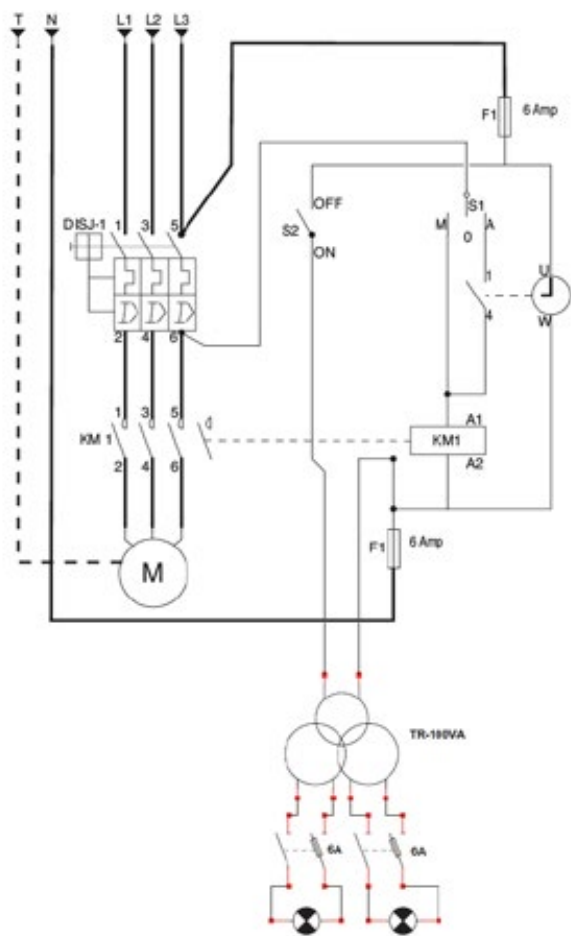 T N L1 L2 L3
F1 6 Amp
OFF
S1
DISJ-1 1 3 5
S2
M 0 A
ON
1
U
4
W
2 4 6
1 3 5
A1
KM 1
KM1
2 4 6
A2
F1 6 Amp
M
TR-100VA
6A 6A